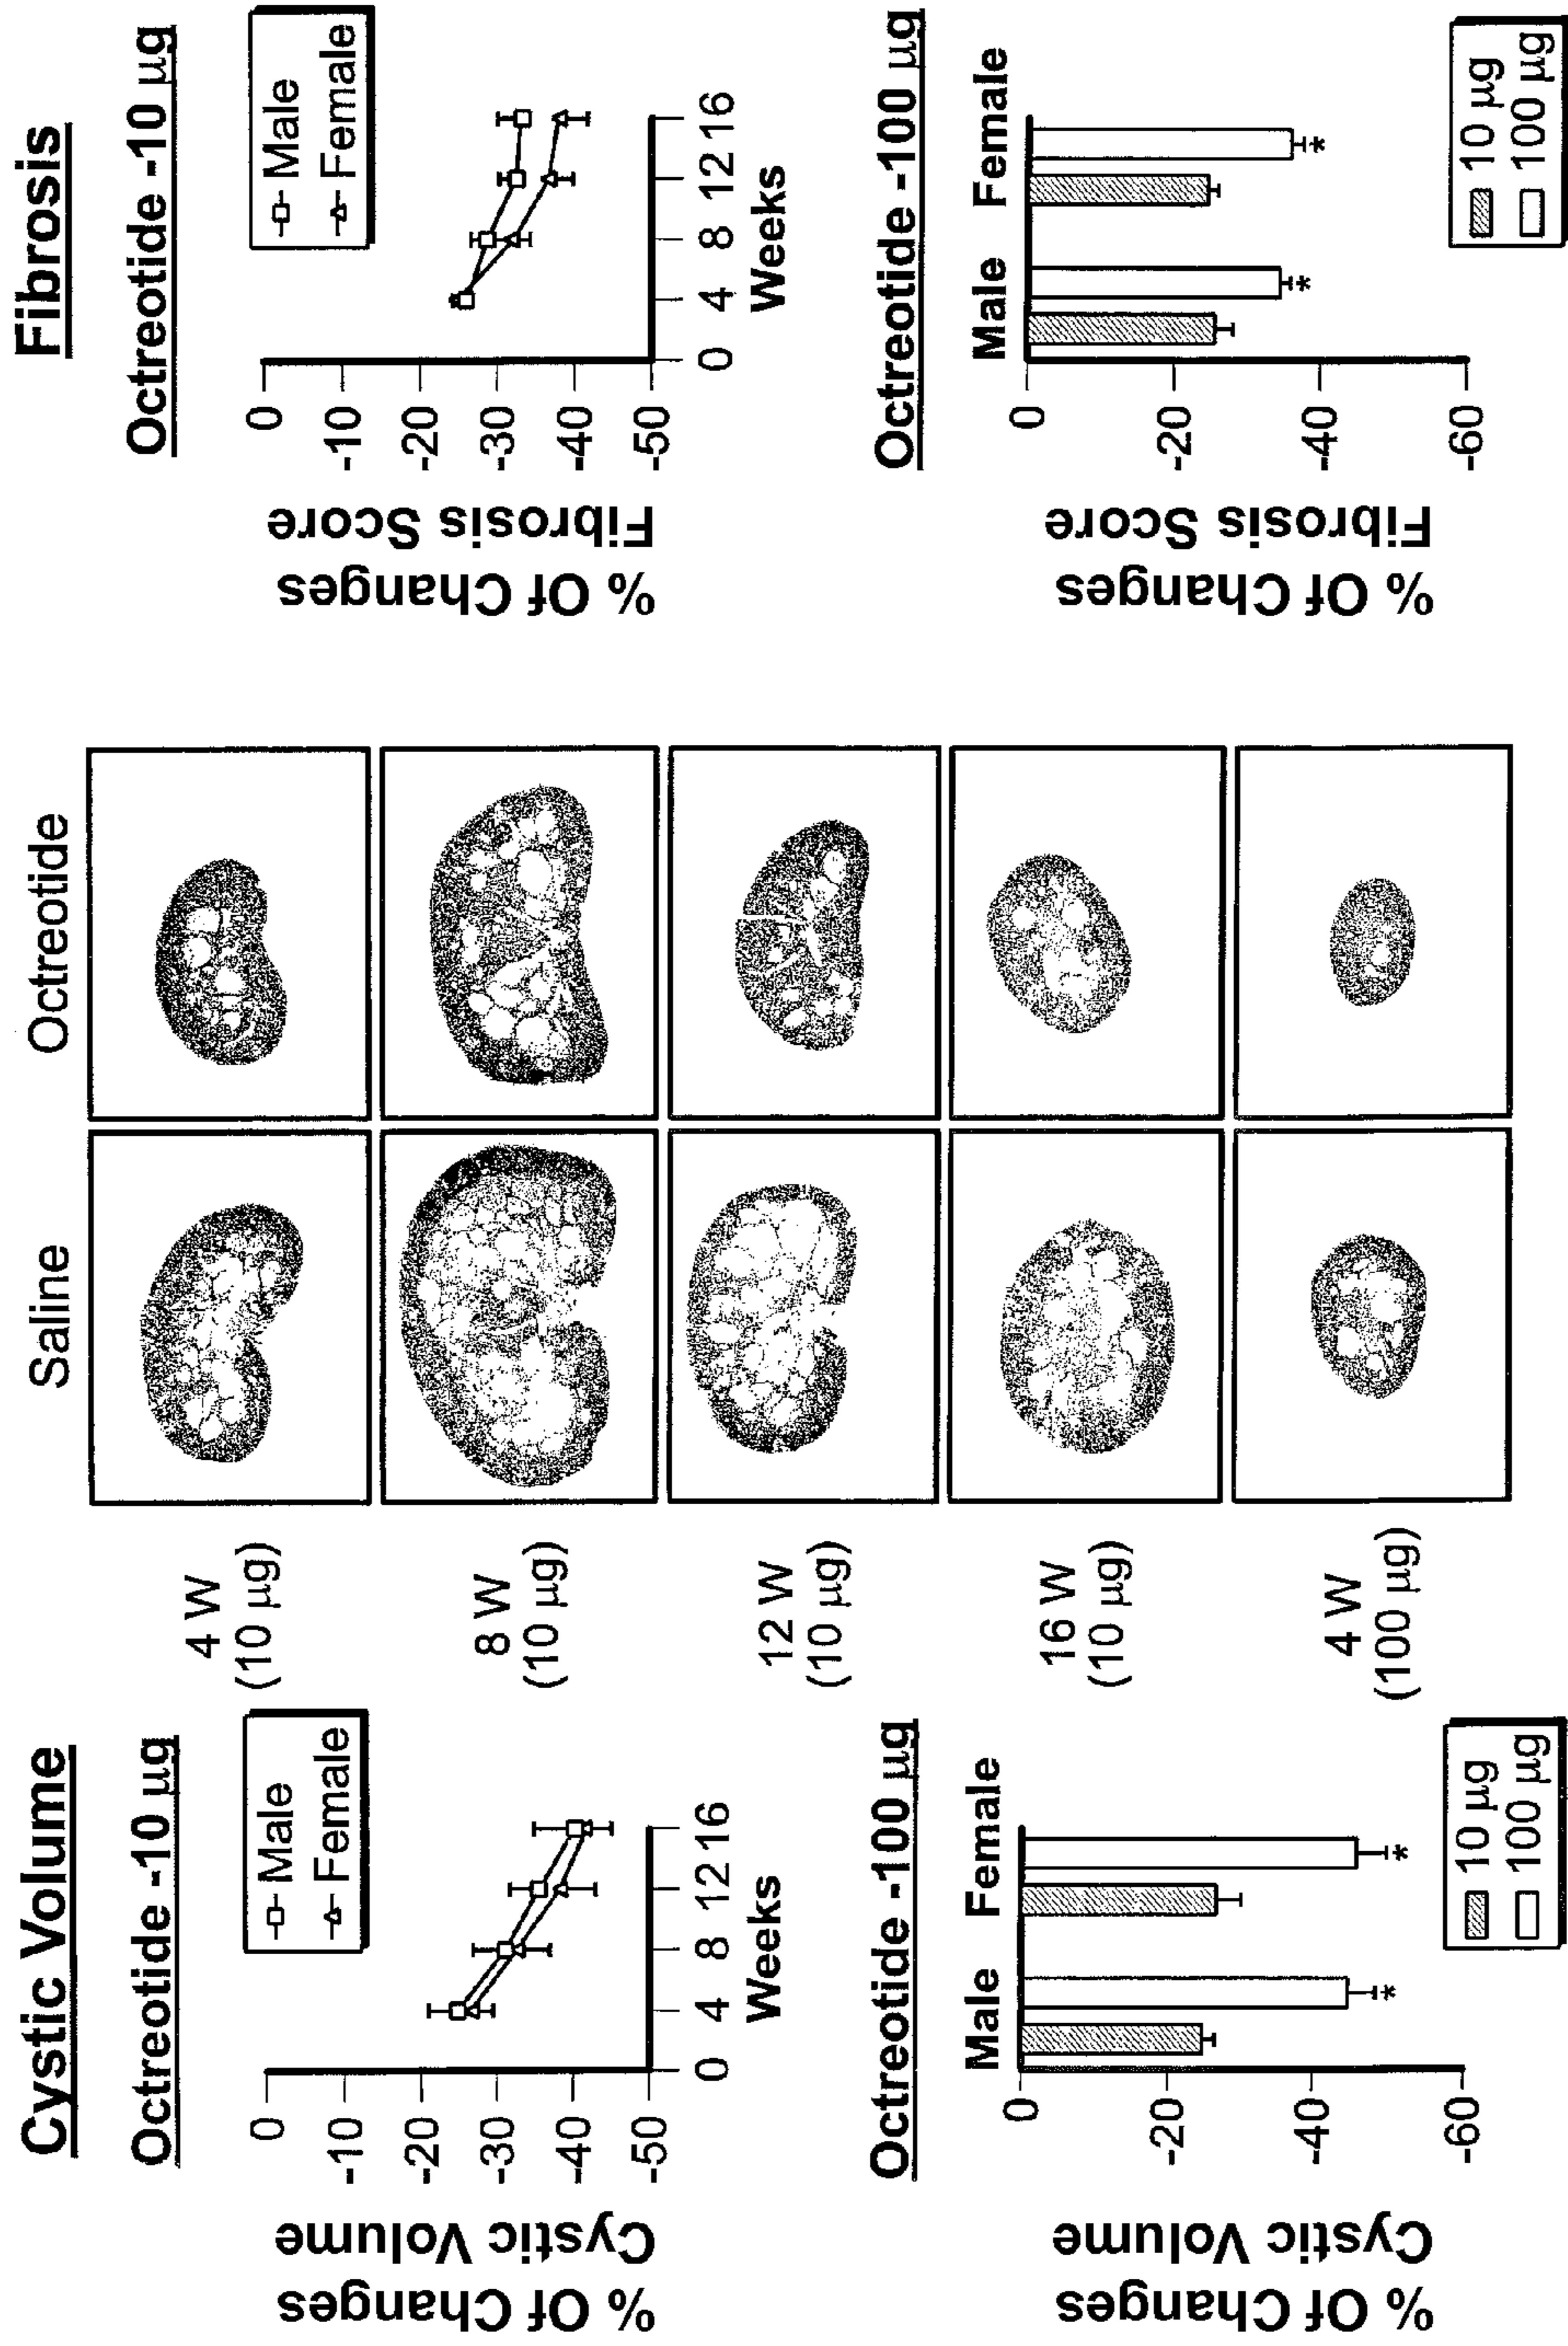 Cystic Volume
Octreotide -10 µg
Male
Female
0
-10
-20
-30
-40
-50
% Of Changes
Cystic Volume
0 4 8 12 16
Weeks
Octreotide -100 µg
Male Female
0
-20
-40
-60
% Of Changes
Cystic Volume
10 µg
100 µg
*
*
Saline Octreotide
4 W
(10 µg)
8 W
(10 µg)
12 W
(10 µg)
16 W
(10 µg)
4 W
(100 µg)
Fibrosis
Octreotide -10 µg
Male
Female
0
-10
-20
-30
-40
-50
% Of Changes
Fibrosis Score
0 4 8 12 16
Weeks
Octreotide -100 µg
Male Female
0
-20
-40
-60
% Of Changes
Fibrosis Score
*
*
10 µg
100 µg